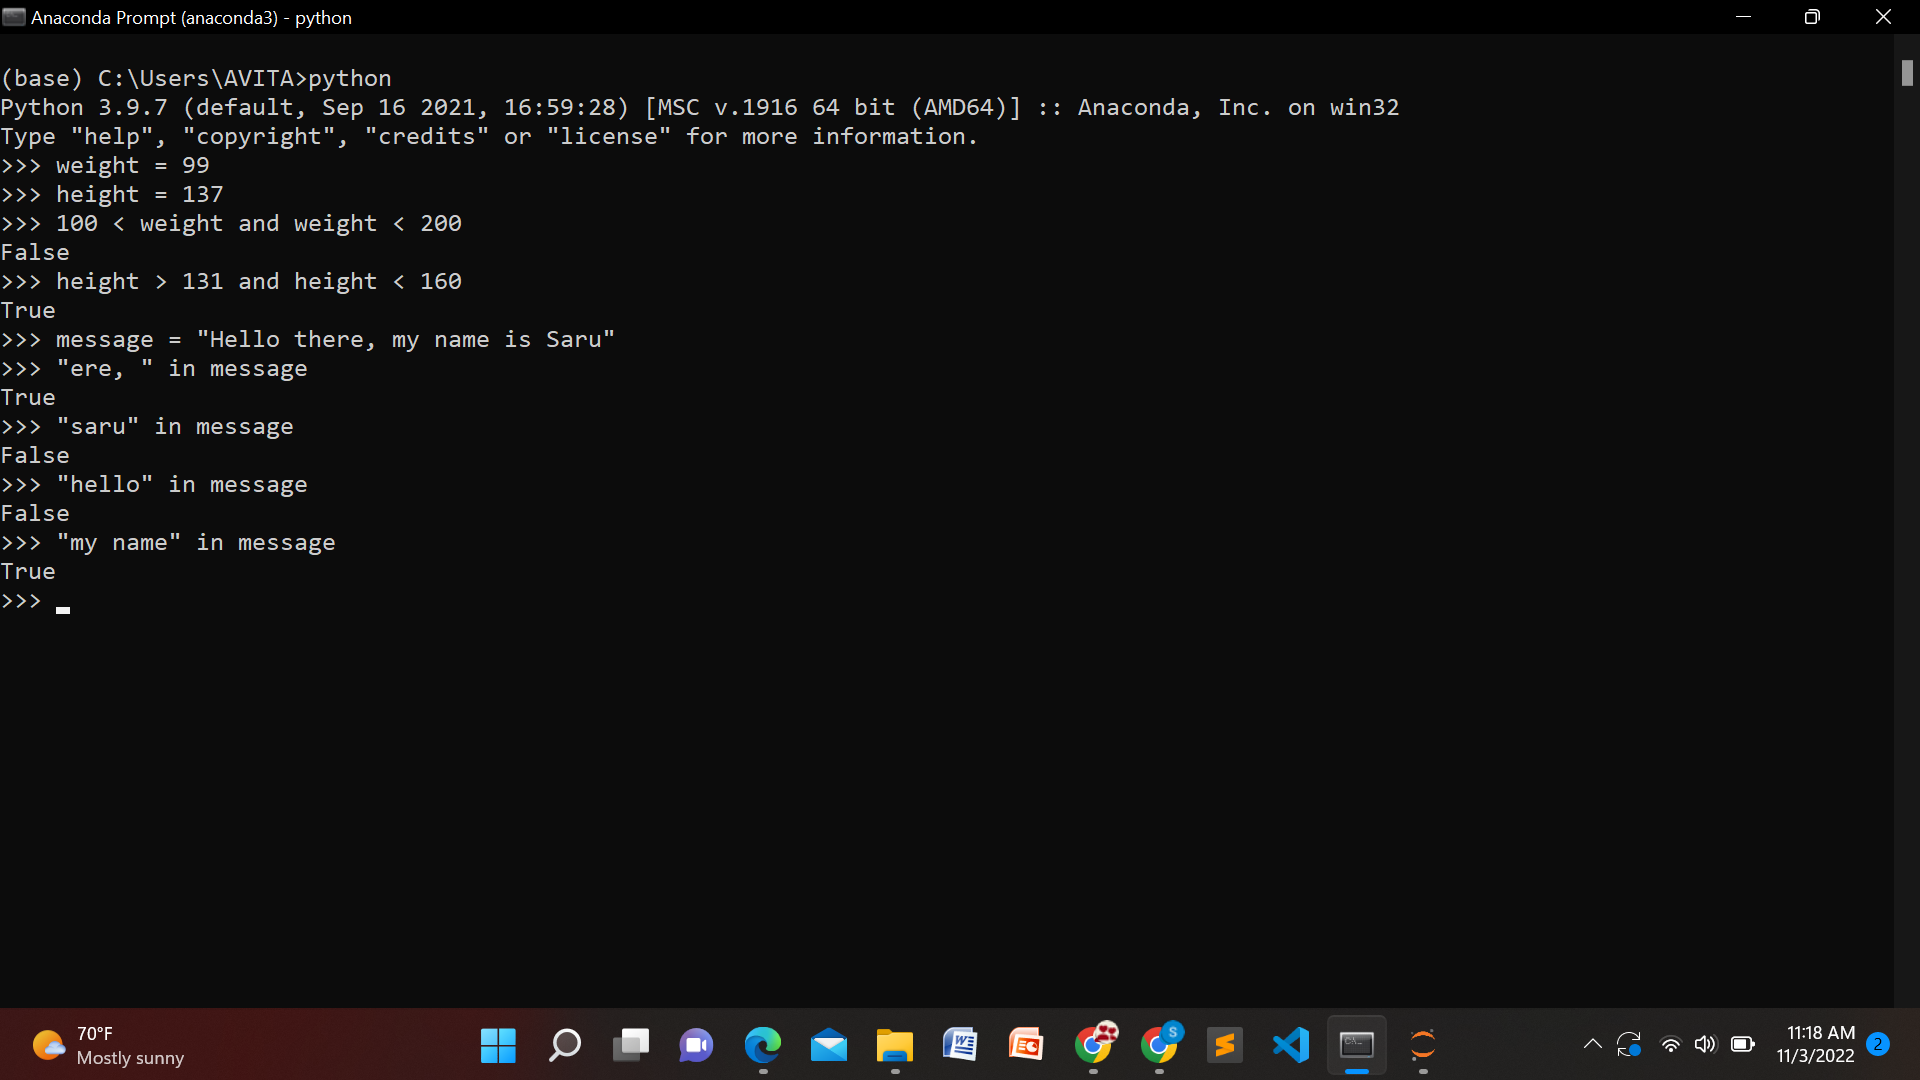 Anaconda Prompt (anaconda3) - python
(base) C:\Users\AVITA>python
Python 3.9.7 (default, Sep 16 2021, 16:59:28) [MSC v.1916 64 bit (AMD64)] :: Anaconda, Inc. on win32
Type "help", "copyright", "credits" or "license" for more information.
>>> weight = 99
>>> height = 137
>>> 100 < weight and weight < 200
False
>>> height > 131 and height < 160
True
>>> message = "Hello there, my name is Saru"
>>> "ere, " in message
True
>>> "saru" in message
False
>>> "hello" in message
False
>>> "my name" in message
True
>>>
70°F
Mostly sunny
S
11:18 AM
11/3/2022
2